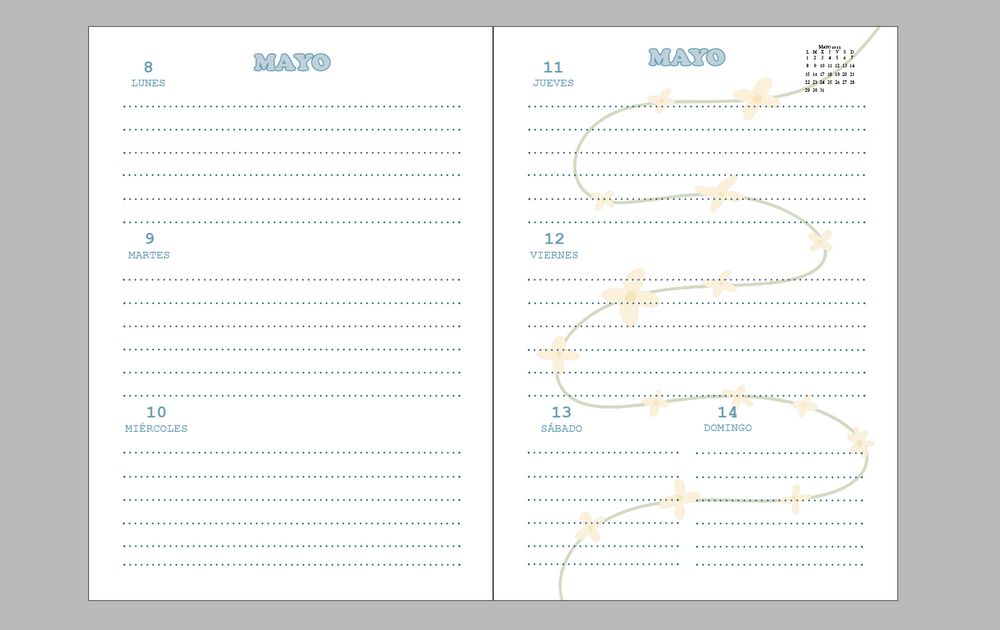 MAYO
8
LUNES
9
MARTES
10
MIÉRCOLES
MAYO
Mayo 2023
L M X J V S D
1 2 3 4 5 6 7
8 9 10 11 12 13 14
15 16 17 18 19 20 21
22 23 24 25 26 27 28
29 30 31
11
JUEVES
12
VIERNES
13
SÁBADO
14
DOMINGO